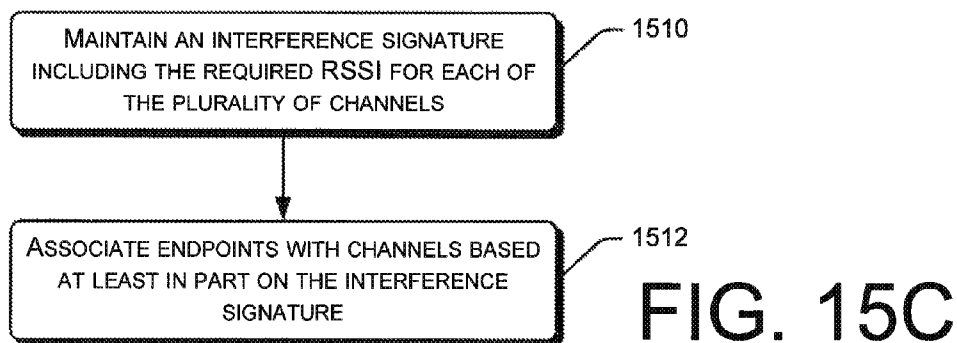 MAINTAIN AN INTERFERENCE SIGNATURE
INCLUDING THE REQUIRED RSSI FOR EACH OF
THE PLURALITY OF CHANNELS
1510
ASSOCIATE ENDPOINTS WITH CHANNELS BASED
AT LEAST IN PART ON THE INTERFERENCE
SIGNATURE
1512
FIG. 15C